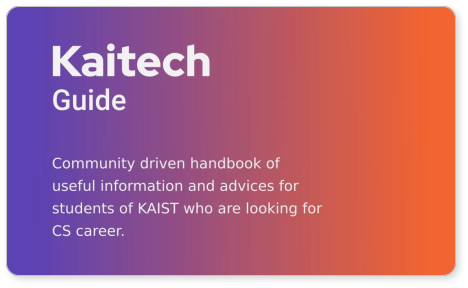 Kaitech
Guide
Community driven handbook of
useful information and advices for
students of KAIST who are looking for
CS career.